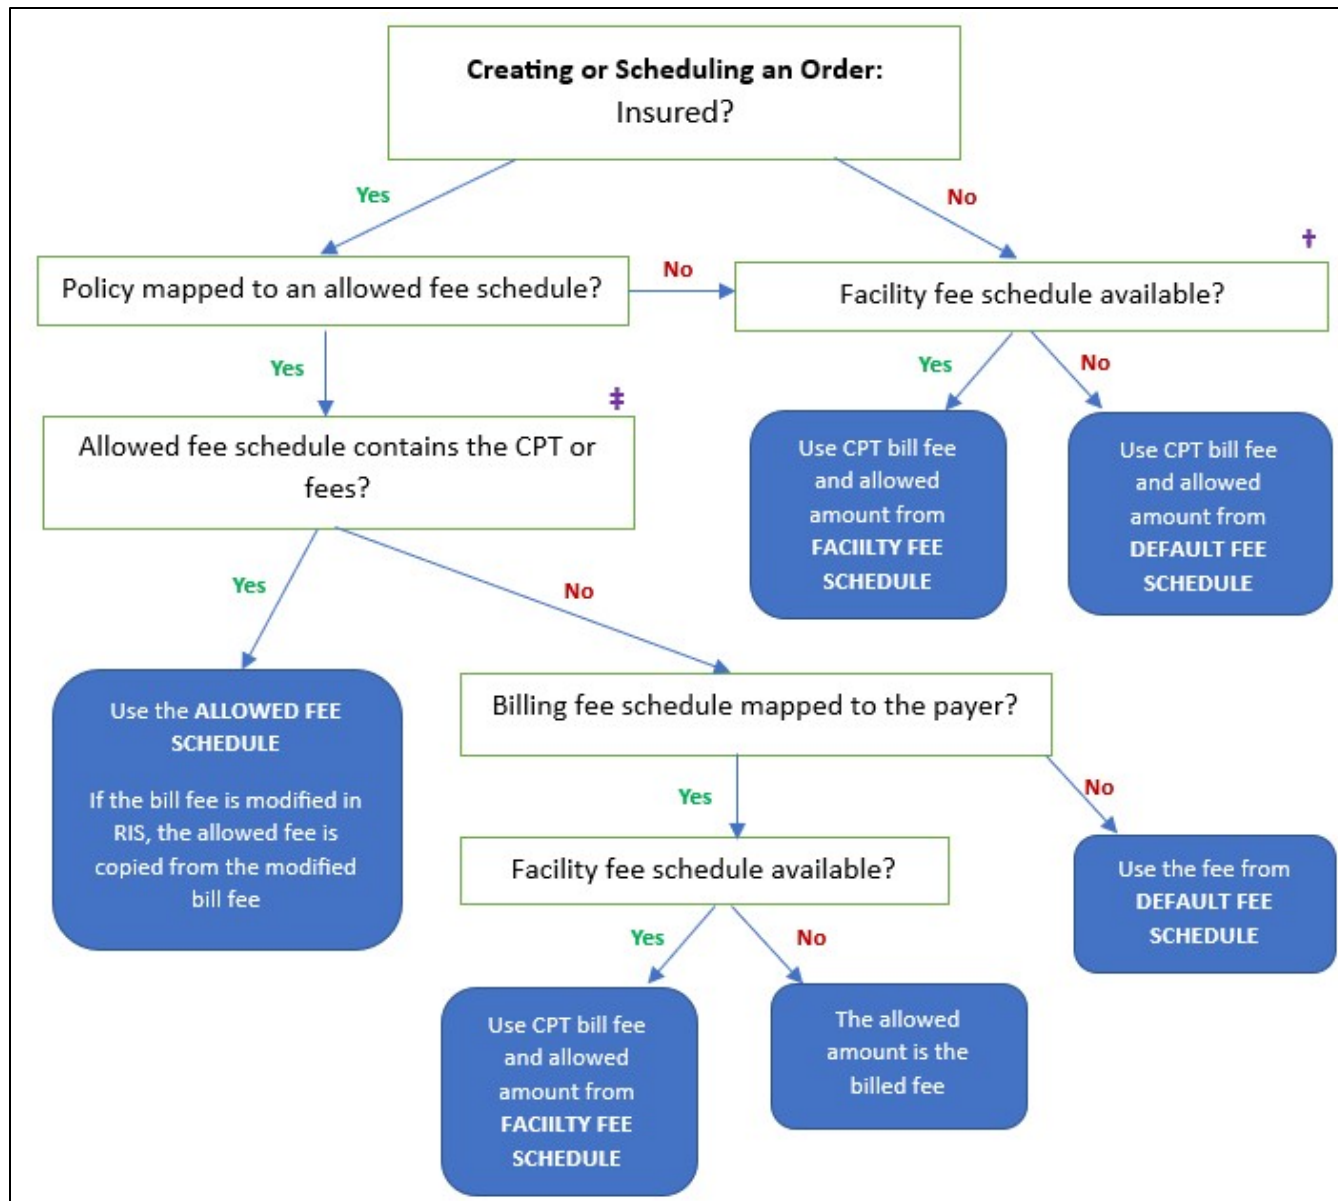 Creating or Scheduling an Order:
Insured?
Yes
No
†
Policy mapped to an allowed fee schedule?
No
Facility fee schedule available?
Yes
Yes
No
‡
Allowed fee schedule contains the CPT or
fees?
Use CPT bill fee
and allowed
amount from
FACIILTY FEE
SCHEDULE
Use CPT bill fee
and allowed
amount from
DEFAULT FEE
SCHEDULE
Yes
No
Use the ALLOWED FEE
SCHEDULE
If the bill fee is modified in
RIS, the allowed fee is
copied from the modified
bill fee
Billing fee schedule mapped to the payer?
Yes
No
Facility fee schedule available?
Use the fee from
DEFAULT FEE
SCHEDULE
Yes
No
Use CPT bill fee
and allowed
amount from
FACIILTY FEE
SCHEDULE
The allowed
amount is the
billed fee